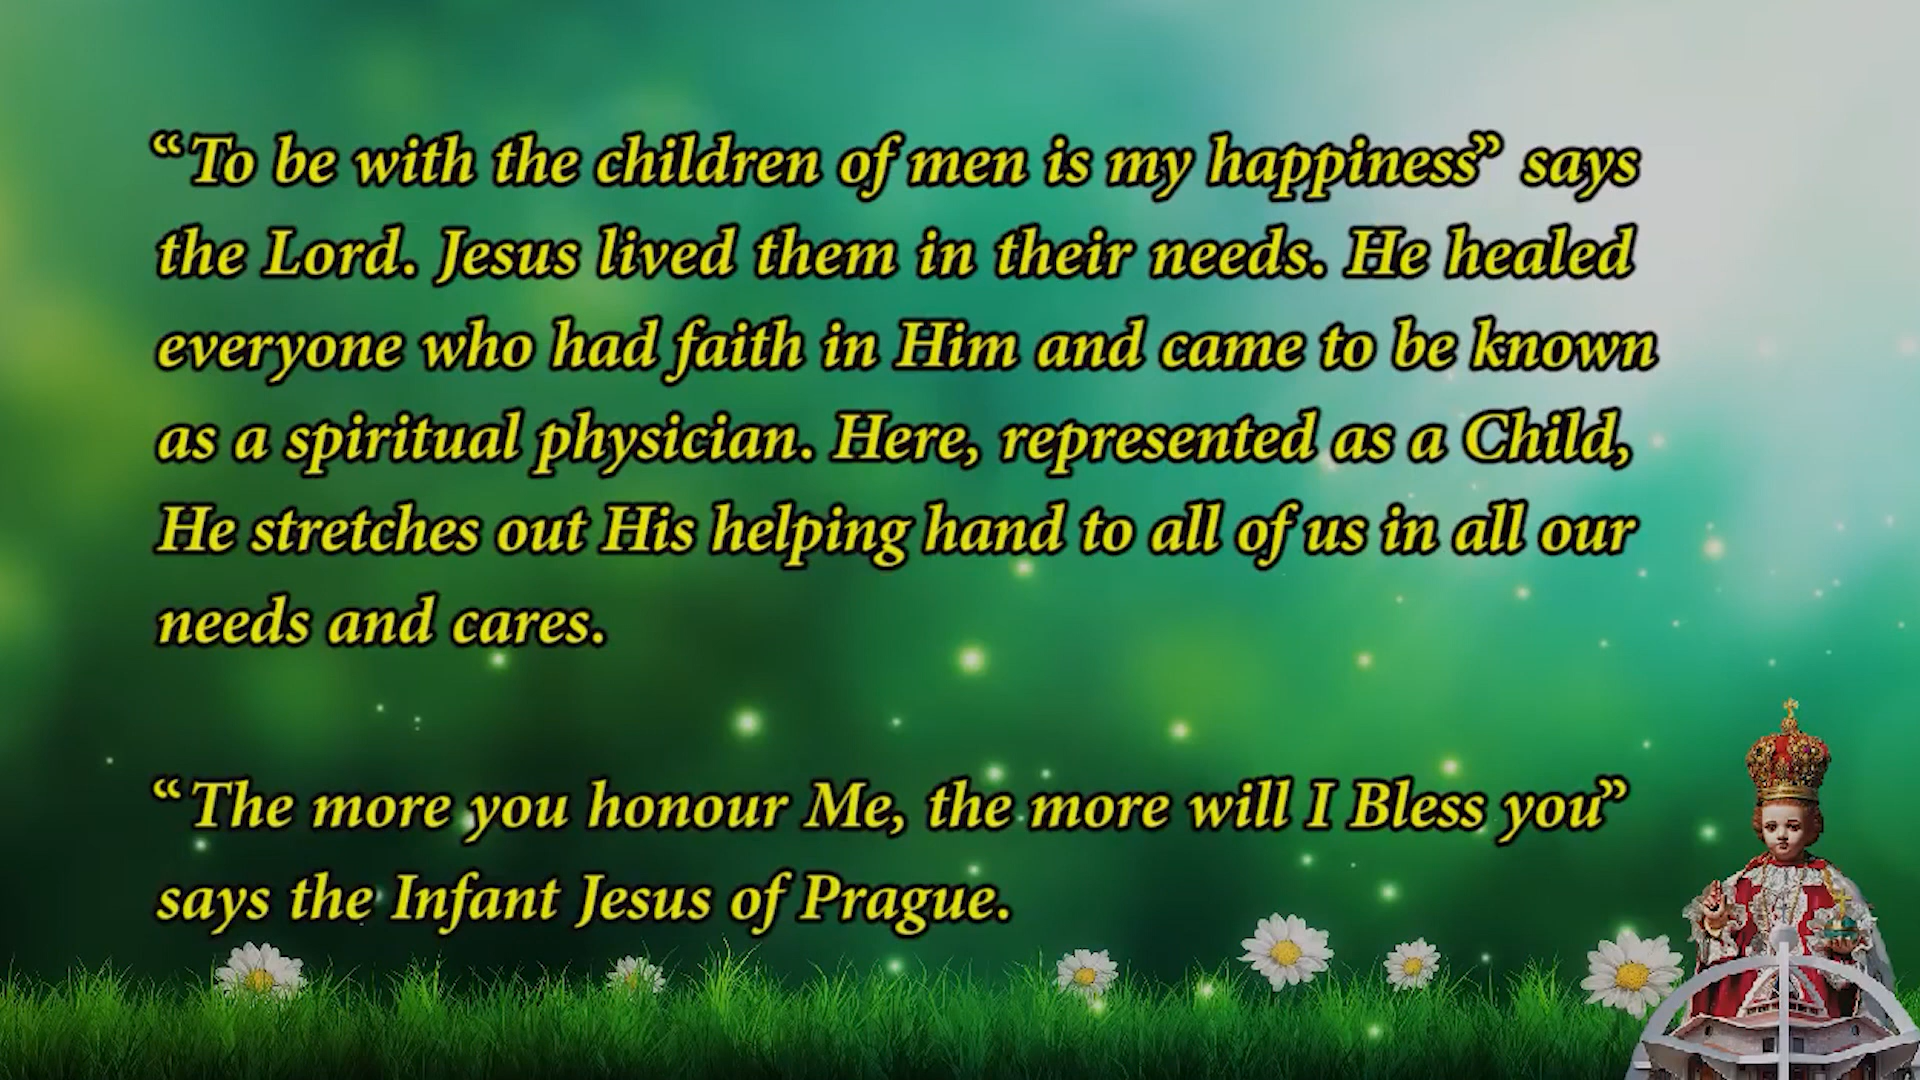 “To be with the children of men is my happiness” says
the Lord. Jesus lived them in their needs. He healed
everyone who had faith in Him and came to be known
as a spiritual physician. Here, represented as a Child,
He stretches out His helping hand to all of us in all our
needs and cares.
“The more you honour Me, the more will I Bless you”
says the Infant Jesus of Prague.